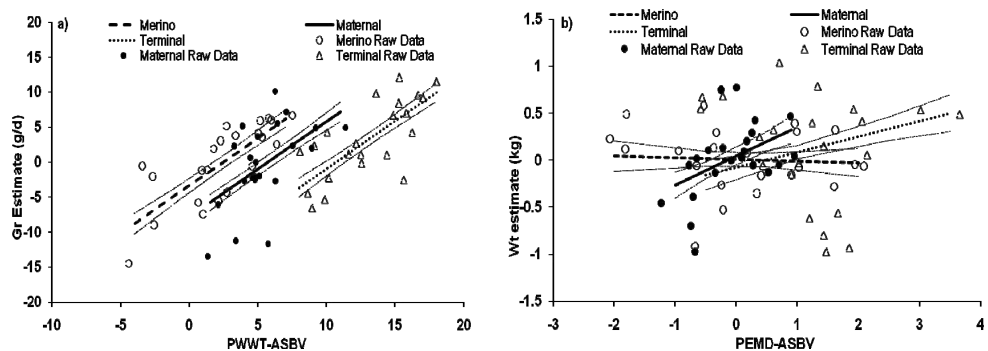 a)
Merino
Maternal
Terminal
Merino Raw Data
Maternal Raw Data
Terminal Raw Data
20
15
10
5
0
-5
-10
-15
-20
Gr Estimate (g/d)
-10
-5
0
5
10
15
20
PWWT-ASBV
b)
Merino
Maternal
Terminal
Merino Raw Data
Maternal Raw Data
Terminal Raw Data
1.5
1
0.5
0
-0.5
-1
-1.5
Wt estimate (kg)
-2
-1
0
1
2
3
4
PEMD-ASBV